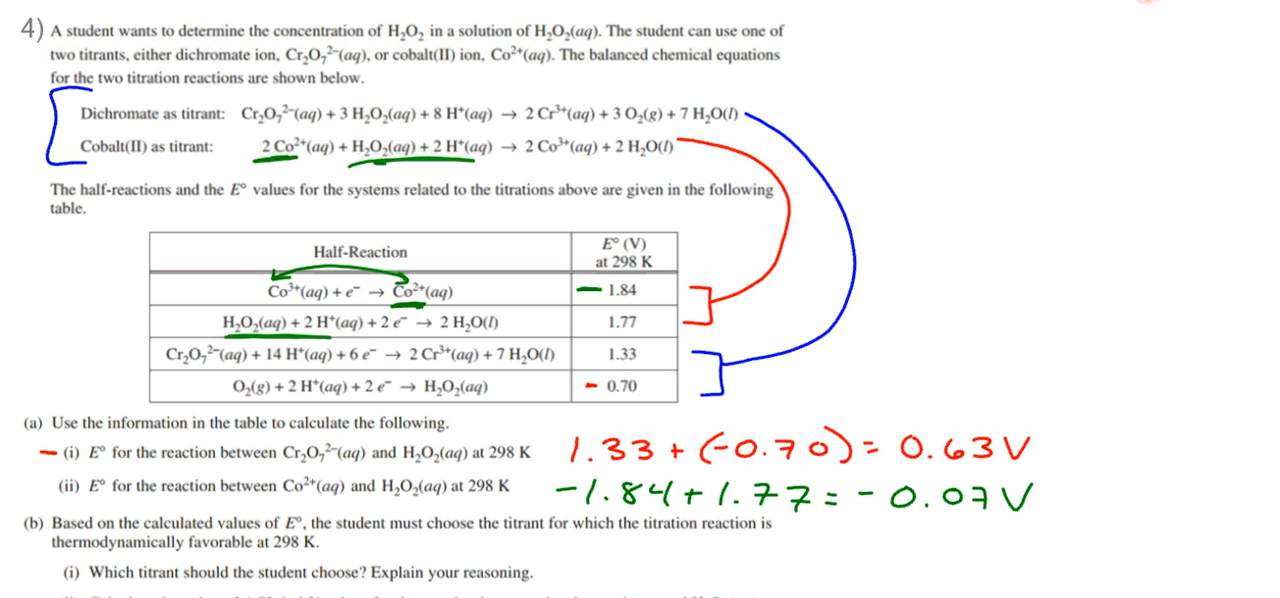 4) A student wants to determine the concentration of H₂O₂ in a solution of H₂O₂(aq). The student can use one of
two titrants, either dichromate ion, Cr₂O₇²⁻(aq), or cobalt(II) ion, Co²⁺(aq). The balanced chemical equations
for the two titration reactions are shown below.
Dichromate as titrant: Cr₂O₇²⁻(aq) + 3 H₂O₂(aq) + 8 H⁺(aq) → 2 Cr³⁺(aq) + 3 O₂(g) + 7 H₂O(l)
Cobalt(II) as titrant: 2 Co²⁺(aq) + H₂O₂(aq) + 2 H⁺(aq) → 2 Co³⁺(aq) + 2 H₂O(l)
The half-reactions and the E° values for the systems related to the titrations above are given in the following
table.
Half-Reaction E° (V)
at 298 K
Co³⁺(aq) + e⁻ → Co²⁺(aq) – 1.84
H₂O₂(aq) + 2 H⁺(aq) + 2 e⁻ → 2 H₂O(l) 1.77
Cr₂O₇²⁻(aq) + 14 H⁺(aq) + 6 e⁻ → 2 Cr³⁺(aq) + 7 H₂O(l) 1.33
O₂(g) + 2 H⁺(aq) + 2 e⁻ → H₂O₂(aq) - 0.70
(a) Use the information in the table to calculate the following.
– (i) E° for the reaction between Cr₂O₇²⁻(aq) and H₂O₂(aq) at 298 K 1.33 + (-0.70) = 0.63 V
(ii) E° for the reaction between Co²⁺(aq) and H₂O₂(aq) at 298 K -1.84 + 1.77 = -0.07 V
(b) Based on the calculated values of E°, the student must choose the titrant for which the titration reaction is
thermodynamically favorable at 298 K.
(i) Which titrant should the student choose? Explain your reasoning.